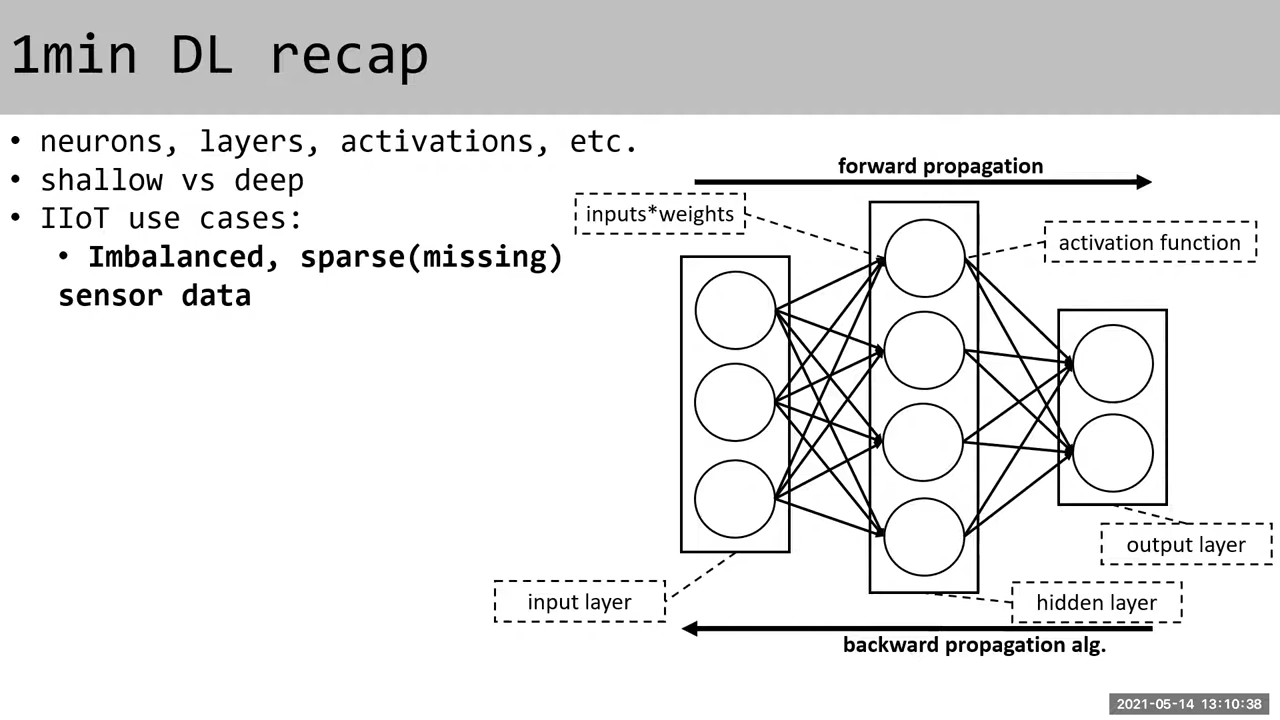 1min DL recap
• neurons, layers, activations, etc.
• shallow vs deep
• IIoT use cases:
• Imbalanced, sparse(missing)
sensor data
forward propagation
inputs*weights
activation function
output layer
input layer
hidden layer
backward propagation alg.
2021-05-14 13:10:38